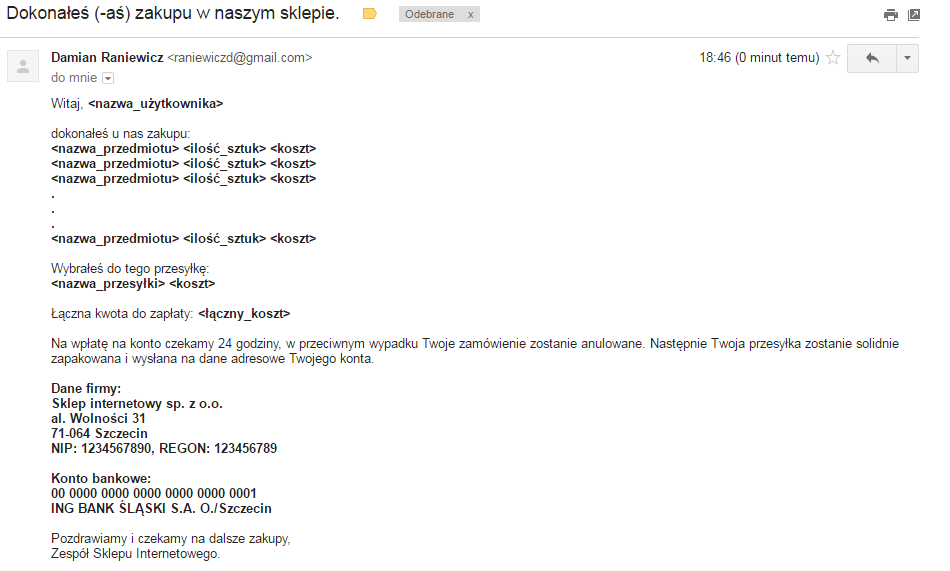 Dokonałeś (-aś) zakupu w naszym sklepie. Odebrane x
Damian Raniewicz <raniewiczd@gmail.com> 18:46 (0 minut temu)
do mnie
Witaj, <nazwa_użytkownika>
dokonałeś u nas zakupu:
<nazwa_przedmiotu> <ilość_sztuk> <koszt>
<nazwa_przedmiotu> <ilość_sztuk> <koszt>
<nazwa_przedmiotu> <ilość_sztuk> <koszt>
.
.
.
<nazwa_przedmiotu> <ilość_sztuk> <koszt>
Wybrałeś do tego przesyłkę:
<nazwa_przesyłki> <koszt>
Łączna kwota do zapłaty: <łączny_koszt>
Na wpłatę na konto czekamy 24 godziny, w przeciwnym wypadku Twoje zamówienie zostanie anulowane. Następnie Twoja przesyłka zostanie solidnie
zapakowana i wysłana na dane adresowe Twojego konta.
Dane firmy:
Sklep internetowy sp. z o.o.
al. Wolności 31
71-064 Szczecin
NIP: 1234567890, REGON: 123456789
Konto bankowe:
00 0000 0000 0000 0000 0000 0001
ING BANK ŚLĄSKI S.A. O./Szczecin
Pozdrawiamy i czekamy na dalsze zakupy,
Zespół Sklepu Internetowego.